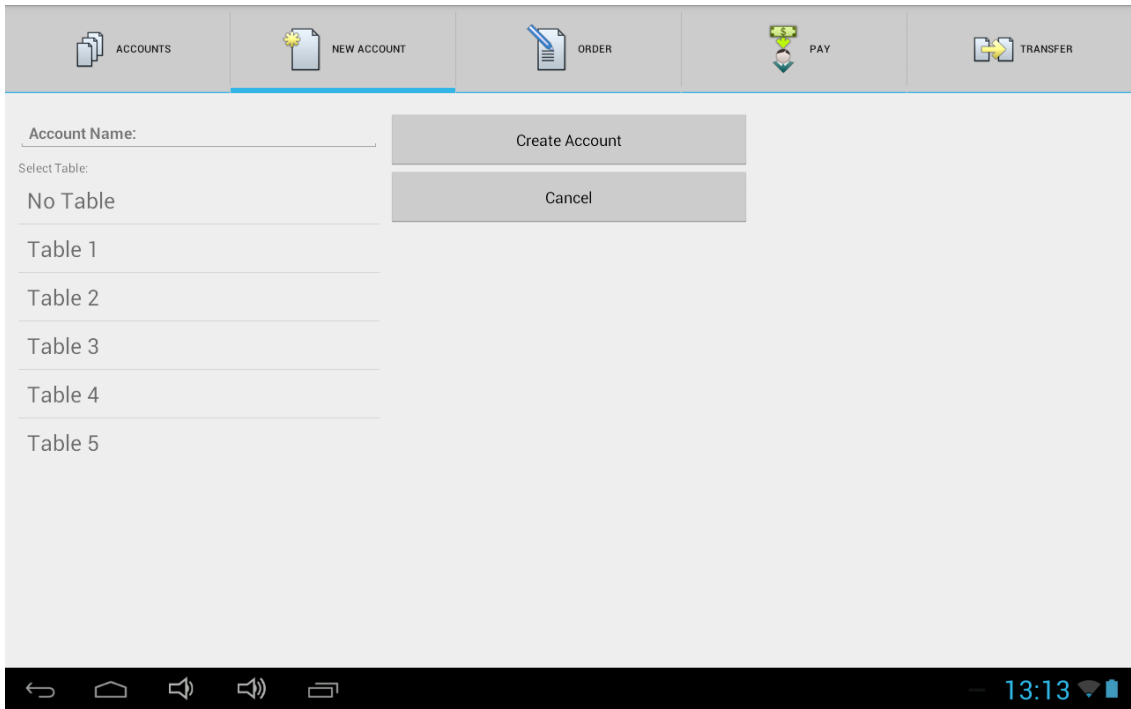 ACCOUNTS
NEW ACCOUNT
ORDER
PAY
TRANSFER
Account Name:
Create Account
Select Table:
Cancel
No Table
Table 1
Table 2
Table 3
Table 4
Table 5
13:13